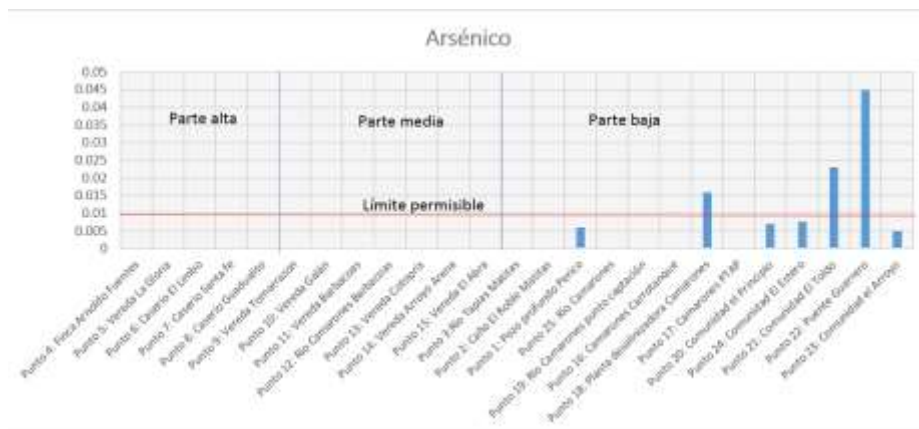 Arsénico
0.05
0.045
0.04
0.035
0.03
0.025
0.02
0.015
0.01
0.005
0
Parte alta
Parte media
Parte baja
Límite permisible
Punto 4: Finca Arnoldo Fuentes
Punto 5: Vereda La Gloria
Punto 6: Caserío El Limbo
Punto 7: Caserío Santa fe
Punto 8: Caserío Guadualito
Punto 9: Vereda Tomarrazón
Punto 10: Vereda Galán
Punto 11: Vereda Barbacoas
Punto 12: Río Camarones Barbacoas
Punto 13: Vereda Cotoprix
Punto 14: Vereda Arroyo Arena
Punto 15: Vereda El Abra
Punto 3: Río Tapias Matitas
Punto 2: Caño El Roble Matitas
Punto 1: Pozo profundo Perico
Punto 25: Río Camarones
Punto 19: Río Camarones punto captación
Punto 16: Camarones Carrotanque
Punto 18: Planta desalinizadora Camarones
Punto 17: Camarones PTAP
Punto 20: Comunidad el Principio
Punto 24: Comunidad El Estero
Punto 21: Comunidad El Toldo
Punto 22: Puente Guerrero
Punto 23: Comunidad el Arroyo